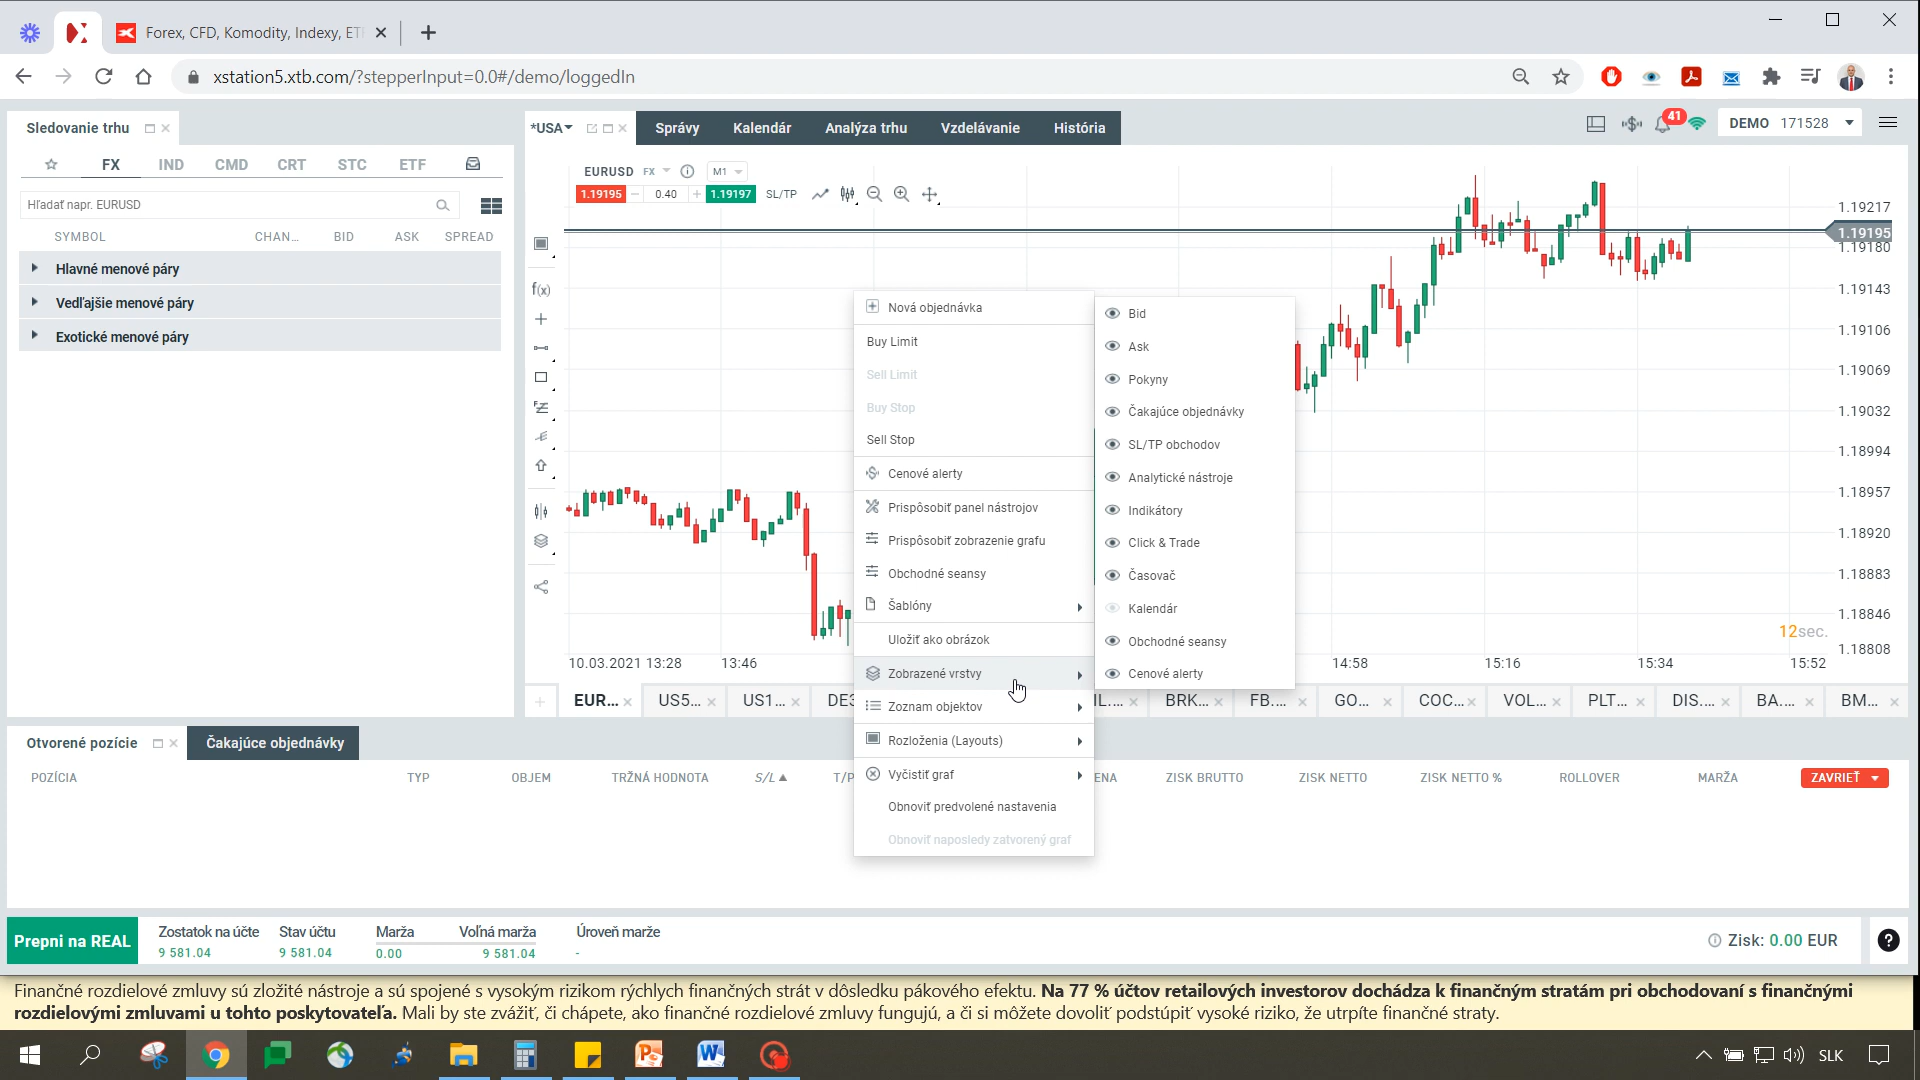 Forex, CFD, Komodity, Indexy, ET
xstation5.xtb.com/?stepperInput=0.0#/demo/loggedIn
Sledovanie trhu
*USA
Správy
Kalendár
Analýza trhu
Vzdelávanie
História
41
DEMO 171528
FX IND CMD CRT STC ETF
Hľadať napr. EURUSD
SYMBOL CHAN... BID ASK SPREAD
Hlavné menové páry
Vedľajšie menové páry
Exotické menové páry
EURUSD FX M1
1.19195 0.40 1.19197 SL/TP
f(x)
1.19217
1.19195
1.19180
1.19143
1.19106
1.19069
1.19032
1.18994
1.18957
1.18920
1.18883
1.18846
1.18808
12sec.
Nová objednávka
Buy Limit
Sell Limit
Buy Stop
Sell Stop
Cenové alerty
Prispôsobiť panel nástrojov
Prispôsobiť zobrazenie grafu
Obchodné seansy
Šablóny
Uložiť ako obrázok
Zobrazené vrstvy
Zoznam objektov
Rozloženia (Layouts)
Vyčistiť graf
Obnoviť predvolené nastavenia
Obnoviť naposledy zatvorený graf
Bid
Ask
Pokyny
Čakajúce objednávky
SL/TP obchodov
Analytické nástroje
Indikátory
Click & Trade
Časovač
Kalendár
Obchodné seansy
Cenové alerty
10.03.2021 13:28 13:46 14:58 15:16 15:34 15:52
EUR... US5... US1... DE3 IL.... BRK... FB.... GO... COC... VOL... PLT... DIS... BA.... BM...
Otvorené pozície
Čakajúce objednávky
POZÍCIA TYP OBJEM TRŽNÁ HODNOTA S/L T/P ENA ZISK BRUTTO ZISK NETTO ZISK NETTO % ROLLOVER MARŽA ZAVRIEŤ
Prepni na REAL
Zostatok na účte Stav účtu Marža Voľná marža Úroveň marže
9 581.04 9 581.04 0.00 9 581.04 -
Zisk: 0.00 EUR
Finančné rozdielové zmluvy sú zložité nástroje a sú spojené s vysokým rizikom rýchlych finančných strát v dôsledku pákového efektu. Na 77 % účtov retailových investorov dochádza k finančným stratám pri obchodovaní s finančnými
rozdielovými zmluvami u tohto poskytovateľa. Mali by ste zvážiť, či chápete, ako finančné rozdielové zmluvy fungujú, a či si môžete dovoliť podstúpiť vysoké riziko, že utrpíte finančné straty.
SLK